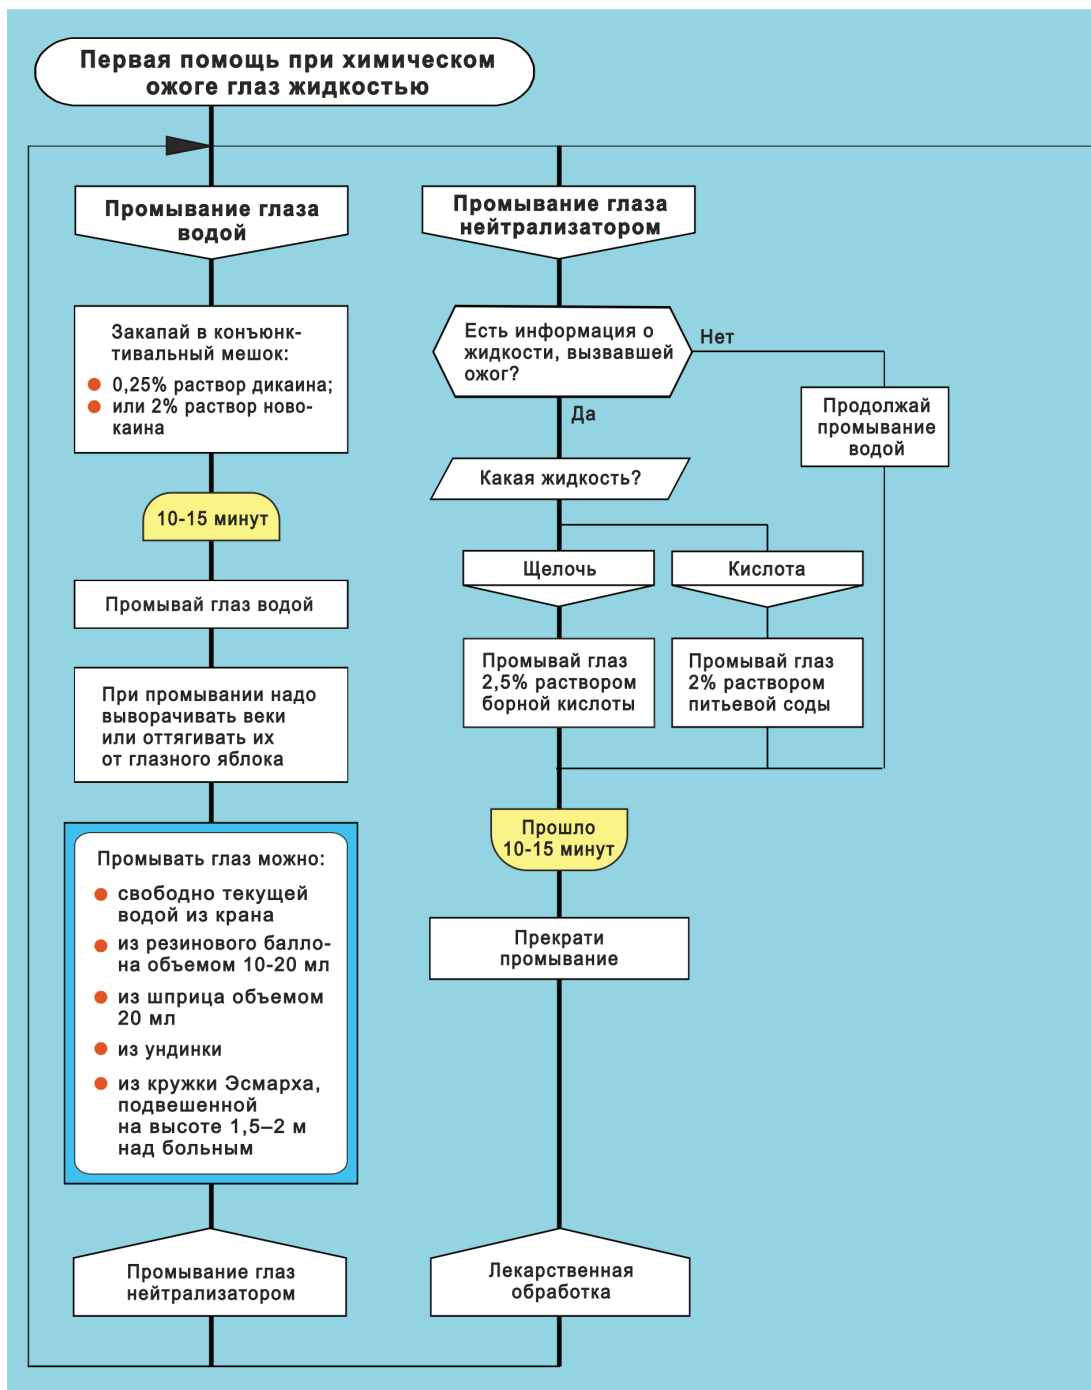 Первая помощь при химическом
ожоге глаз жидкостью
Промывание глаза
водой
Закапай в конъюнк-
тивальный мешок:
0,25% раствор дикаина;
или 2% раствор ново-
каина
10-15 минут
Промывай глаз водой
При промывании надо
выворачивать веки
или оттягивать их
от глазного яблока
Промывать глаз можно:
свободно текущей
водой из крана
из резинового балло-
на объемом 10-20 мл
из шприца объемом
20 мл
из ундинки
из кружки Эсмарха,
подвешенной
на высоте 1,5–2 м
над больным
Промывание глаз
нейтрализатором
Промывание глаза
нейтрализатором
Есть информация о
жидкости, вызвавшей
ожог?
Нет
Да
Продолжай
промывание
водой
Какая жидкость?
Щелочь
Кислота
Промывай глаз
2,5% раствором
борной кислоты
Промывай глаз
2% раствором
питьевой соды
Прошло
10-15 минут
Прекрати
промывание
Лекарственная
обработка